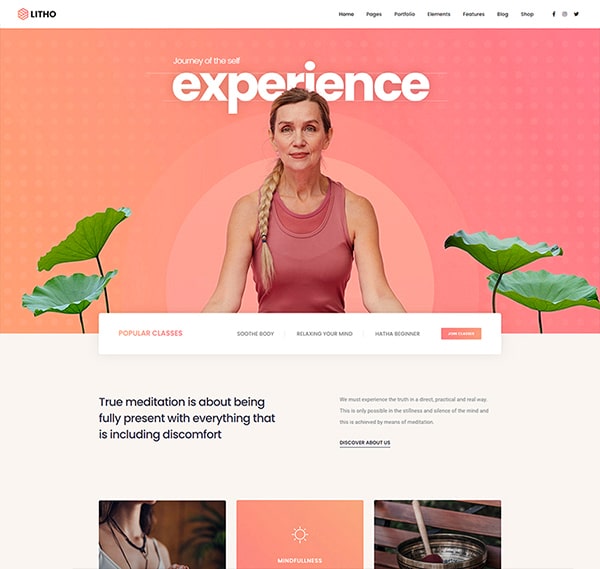 LITHO
Home Pages Portfolio Elements Features Blog Shop
Journey of the self
experience
POPULAR CLASSES
SOOTHE BODY
RELAXING YOUR MIND
HATHA BEGINNER
JOIN CLASSES
True meditation is about being
fully present with everything that
is including discomfort
We must experience the truth in a direct, practical and real way.
This is only possible in the stillness and silence of the mind and
this is achieved by means of meditation.
DISCOVER ABOUT US
MINDFULLNESS